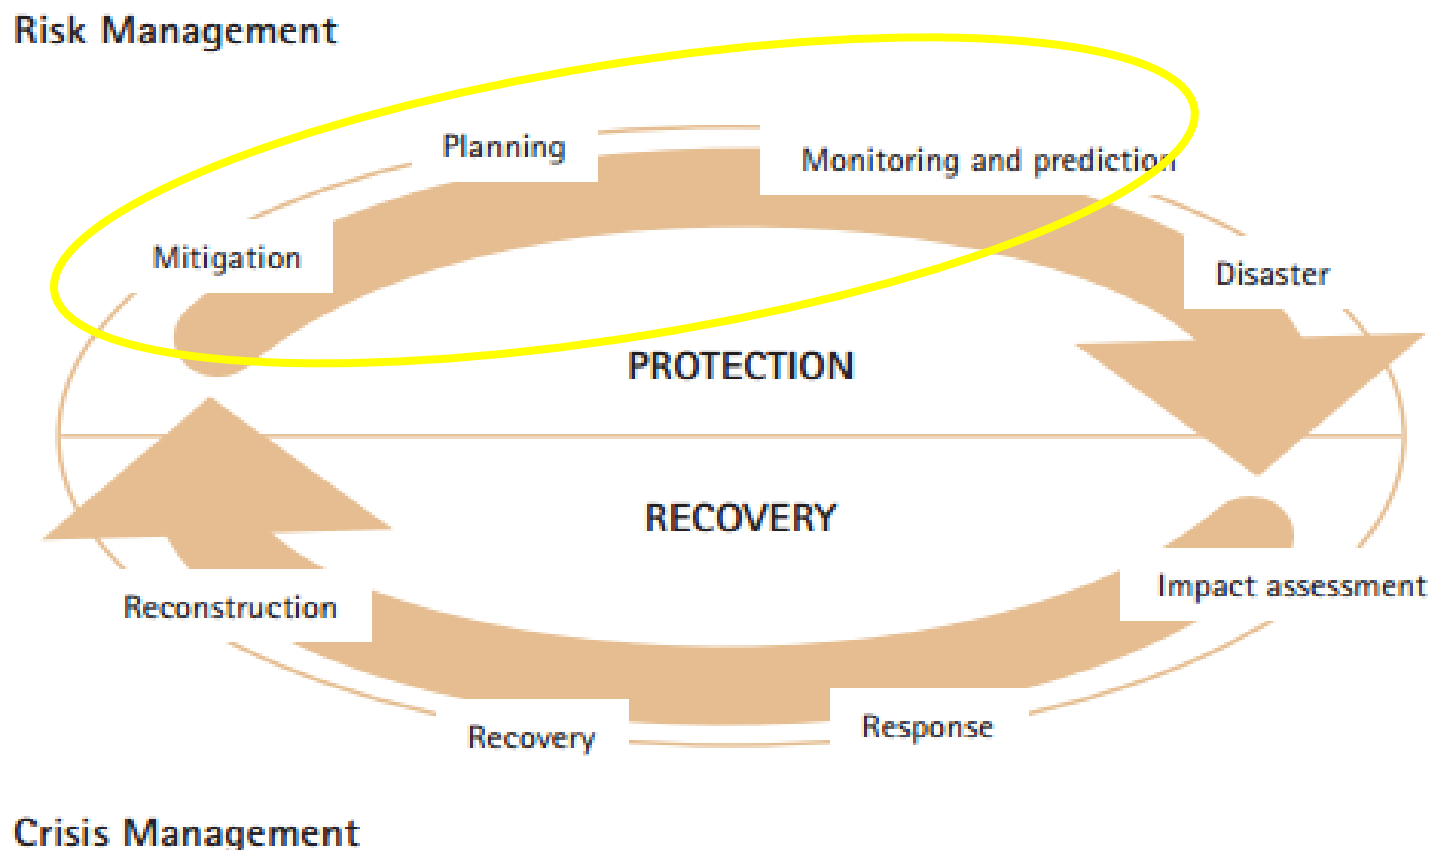 Risk Management
Planning
Monitoring and prediction
Mitigation
Disaster
PROTECTION
RECOVERY
Impact assessment
Reconstruction
Response
Recovery
Crisis Management